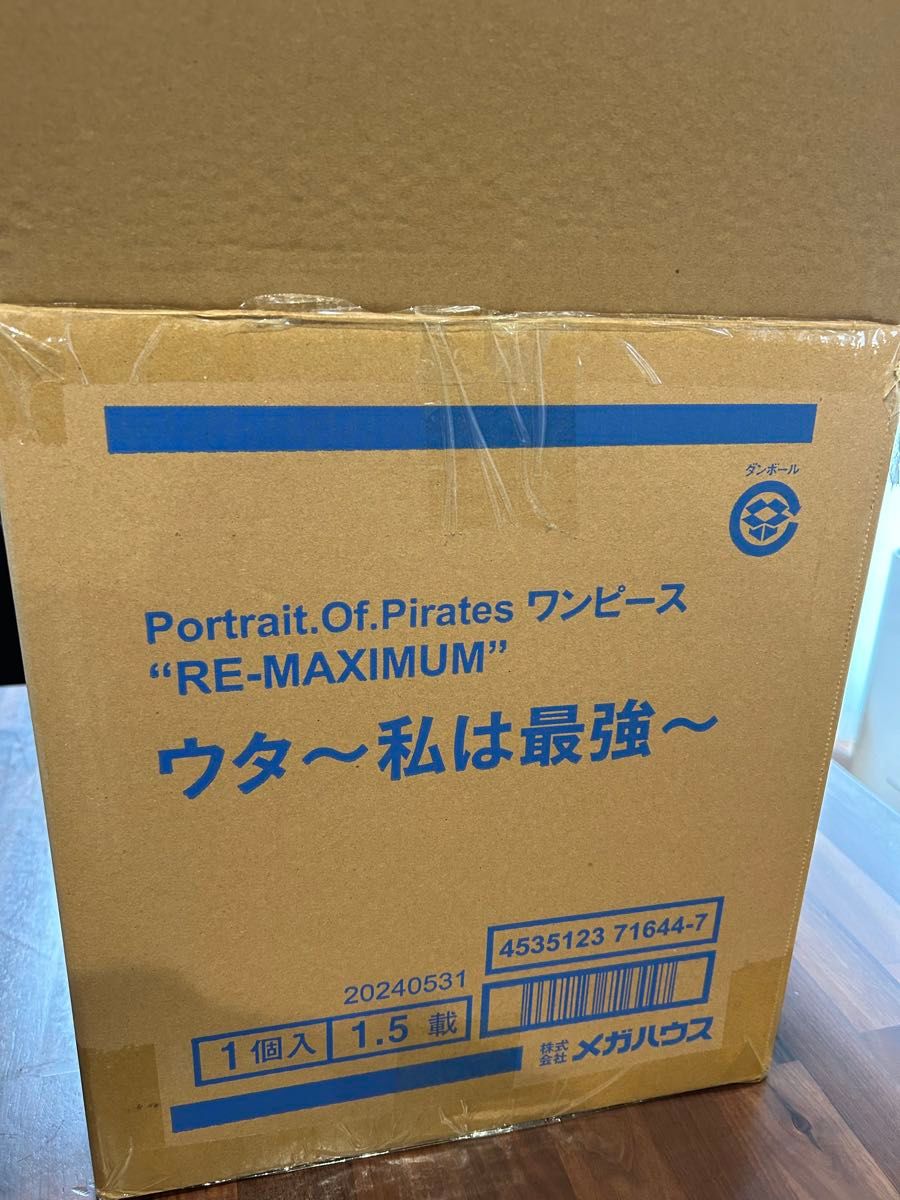 ダンボール
Portrait.Of.Pirates ワンピース
“RE-MAXIMUM”
ウタ～私は最強～
4535123 71644-7
20240531
1個入 1.5 載
株式会社 メガハウス